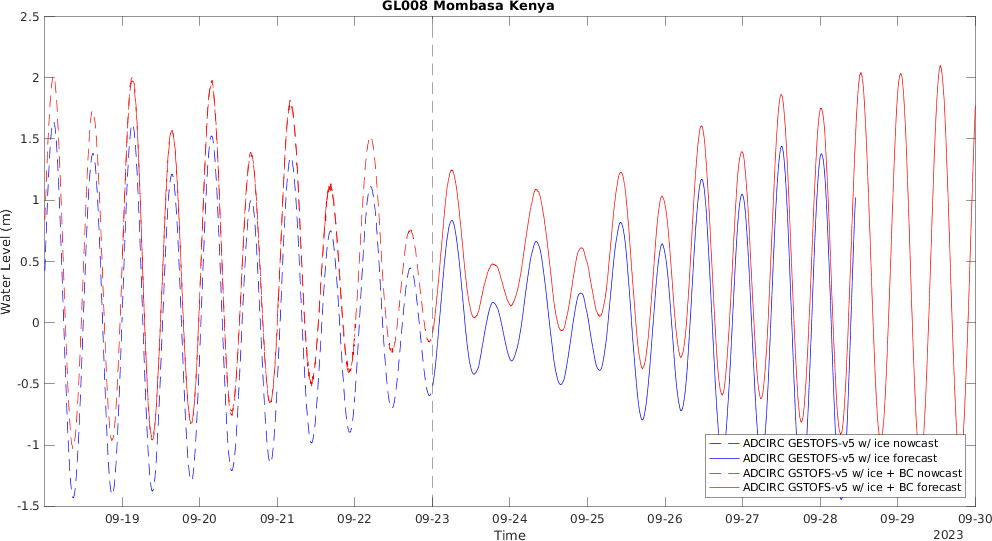 GL008 Mombasa Kenya
2.5
2
1.5
1
0.5
0
-0.5
-1
-1.5
Water Level (m)
ADCIRC GESTOFS-v5 w/ ice nowcast
ADCIRC GESTOFS-v5 w/ ice forecast
ADCIRC GSTOFS-v5 w/ ice + BC nowcast
ADCIRC GSTOFS-v5 w/ ice + BC forecast
09-19 09-20 09-21 09-22 09-23 09-24 09-25 09-26 09-27 09-28 09-29 09-30
Time
2023